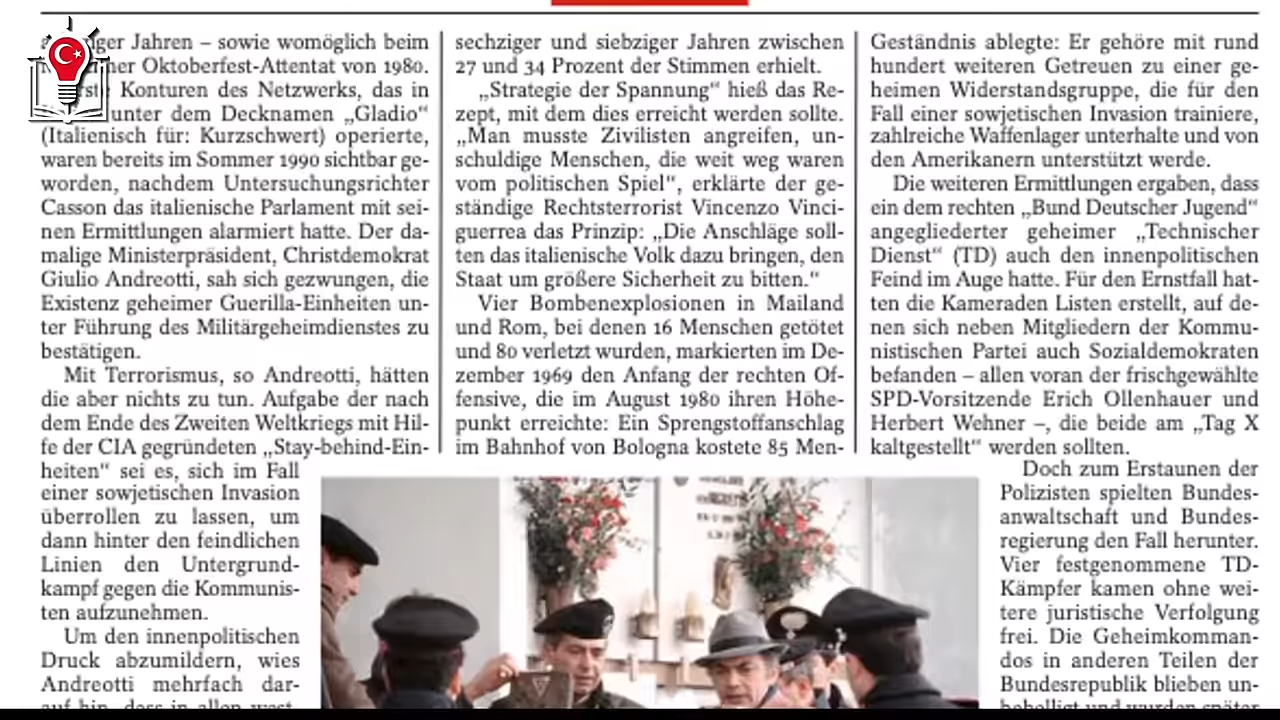 ger Jahren – sowie womöglich beim
ner Oktoberfest-Attentat von 1980.
Konturen des Netzwerks, das in
unter dem Decknamen „Gladio“
(Italienisch für: Kurzschwert) operierte,
waren bereits im Sommer 1990 sichtbar ge-
worden, nachdem Untersuchungsrichter
Casson das italienische Parlament mit sei-
nen Ermittlungen alarmiert hatte. Der da-
malige Ministerpräsident, Christdemokrat
Giulio Andreotti, sah sich gezwungen, die
Existenz geheimer Guerilla-Einheiten un-
ter Führung des Militärgeheimdienstes zu
bestätigen.
Mit Terrorismus, so Andreotti, hätten
die aber nichts zu tun. Aufgabe der nach
dem Ende des Zweiten Weltkriegs mit Hil-
fe der CIA gegründeten „Stay-behind-Ein-
heiten“ sei es, sich im Fall
einer sowjetischen Invasion
überrollen zu lassen, um
dann hinter den feindlichen
Linien den Untergrund-
kampf gegen die Kommunis-
ten aufzunehmen.
Um den innenpolitischen
Druck abzumildern, wies
Andreotti mehrfach dar-
auf hin, dass in allen west-
sechziger und siebziger Jahren zwischen
27 und 34 Prozent der Stimmen erhielt.
„Strategie der Spannung“ hieß das Re-
zept, mit dem dies erreicht werden sollte.
„Man musste Zivilisten angreifen, un-
schuldige Menschen, die weit weg waren
vom politischen Spiel“, erklärte der ge-
ständige Rechtsterrorist Vincenzo Vinci-
guerrea das Prinzip: „Die Anschläge soll-
ten das italienische Volk dazu bringen, den
Staat um größere Sicherheit zu bitten.“
Vier Bombenexplosionen in Mailand
und Rom, bei denen 16 Menschen getötet
und 80 verletzt wurden, markierten im De-
zember 1969 den Anfang der rechten Of-
fensive, die im August 1980 ihren Höhe-
punkt erreichte: Ein Sprengstoffanschlag
im Bahnhof von Bologna kostete 85 Men-
Geständnis ablegte: Er gehöre mit rund
hundert weiteren Getreuen zu einer ge-
heimen Widerstandsgruppe, die für den
Fall einer sowjetischen Invasion trainiere,
zahlreiche Waffenlager unterhalte und von
den Amerikanern unterstützt werde.
Die weiteren Ermittlungen ergaben, dass
ein dem rechten „Bund Deutscher Jugend“
angegliederter geheimer „Technischer
Dienst“ (TD) auch den innenpolitischen
Feind im Auge hatte. Für den Ernstfall hat-
ten die Kameraden Listen erstellt, auf de-
nen sich neben Mitgliedern der Kommu-
nistischen Partei auch Sozialdemokraten
befanden – allen voran der frischgewählte
SPD-Vorsitzende Erich Ollenhauer und
Herbert Wehner –, die beide am „Tag X
kaltgestellt“ werden sollten.
Doch zum Erstaunen der
Polizisten spielten Bundes-
anwaltschaft und Bundes-
regierung den Fall herunter.
Vier festgenommene TD-
Kämpfer kamen ohne wei-
tere juristische Verfolgung
frei. Die Geheimkomman-
dos in anderen Teilen der
Bundesrepublik blieben un-
behelligt und wurden später